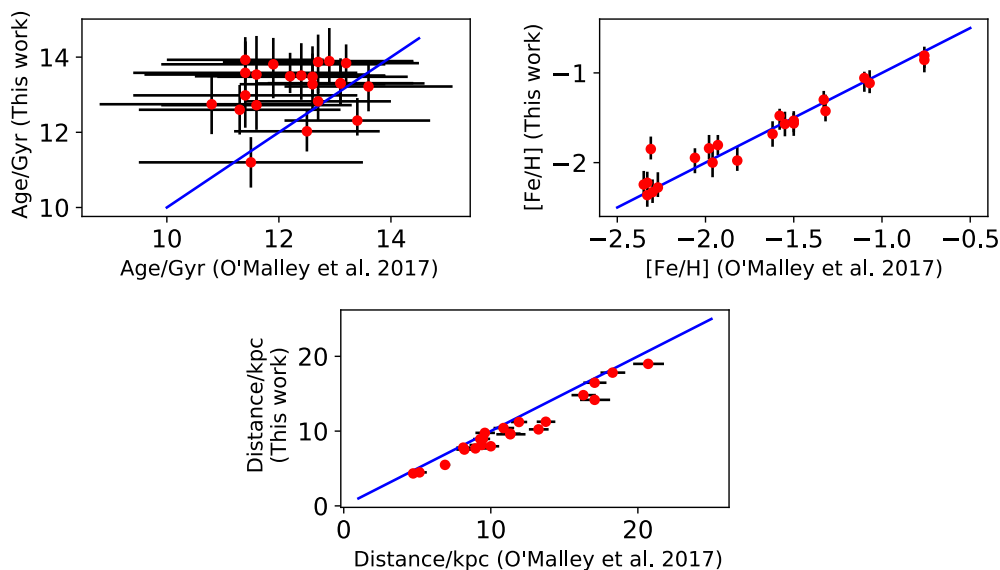 Age/Gyr (This work)
14
12
10
10 12 14
Age/Gyr (O'Malley et al. 2017)
[Fe/H] (This work)
−1
−2
−2.5 −2.0 −1.5 −1.0 −0.5
[Fe/H] (O'Malley et al. 2017)
Distance/kpc
(This work)
20
10
0
0 10 20
Distance/kpc (O'Malley et al. 2017)